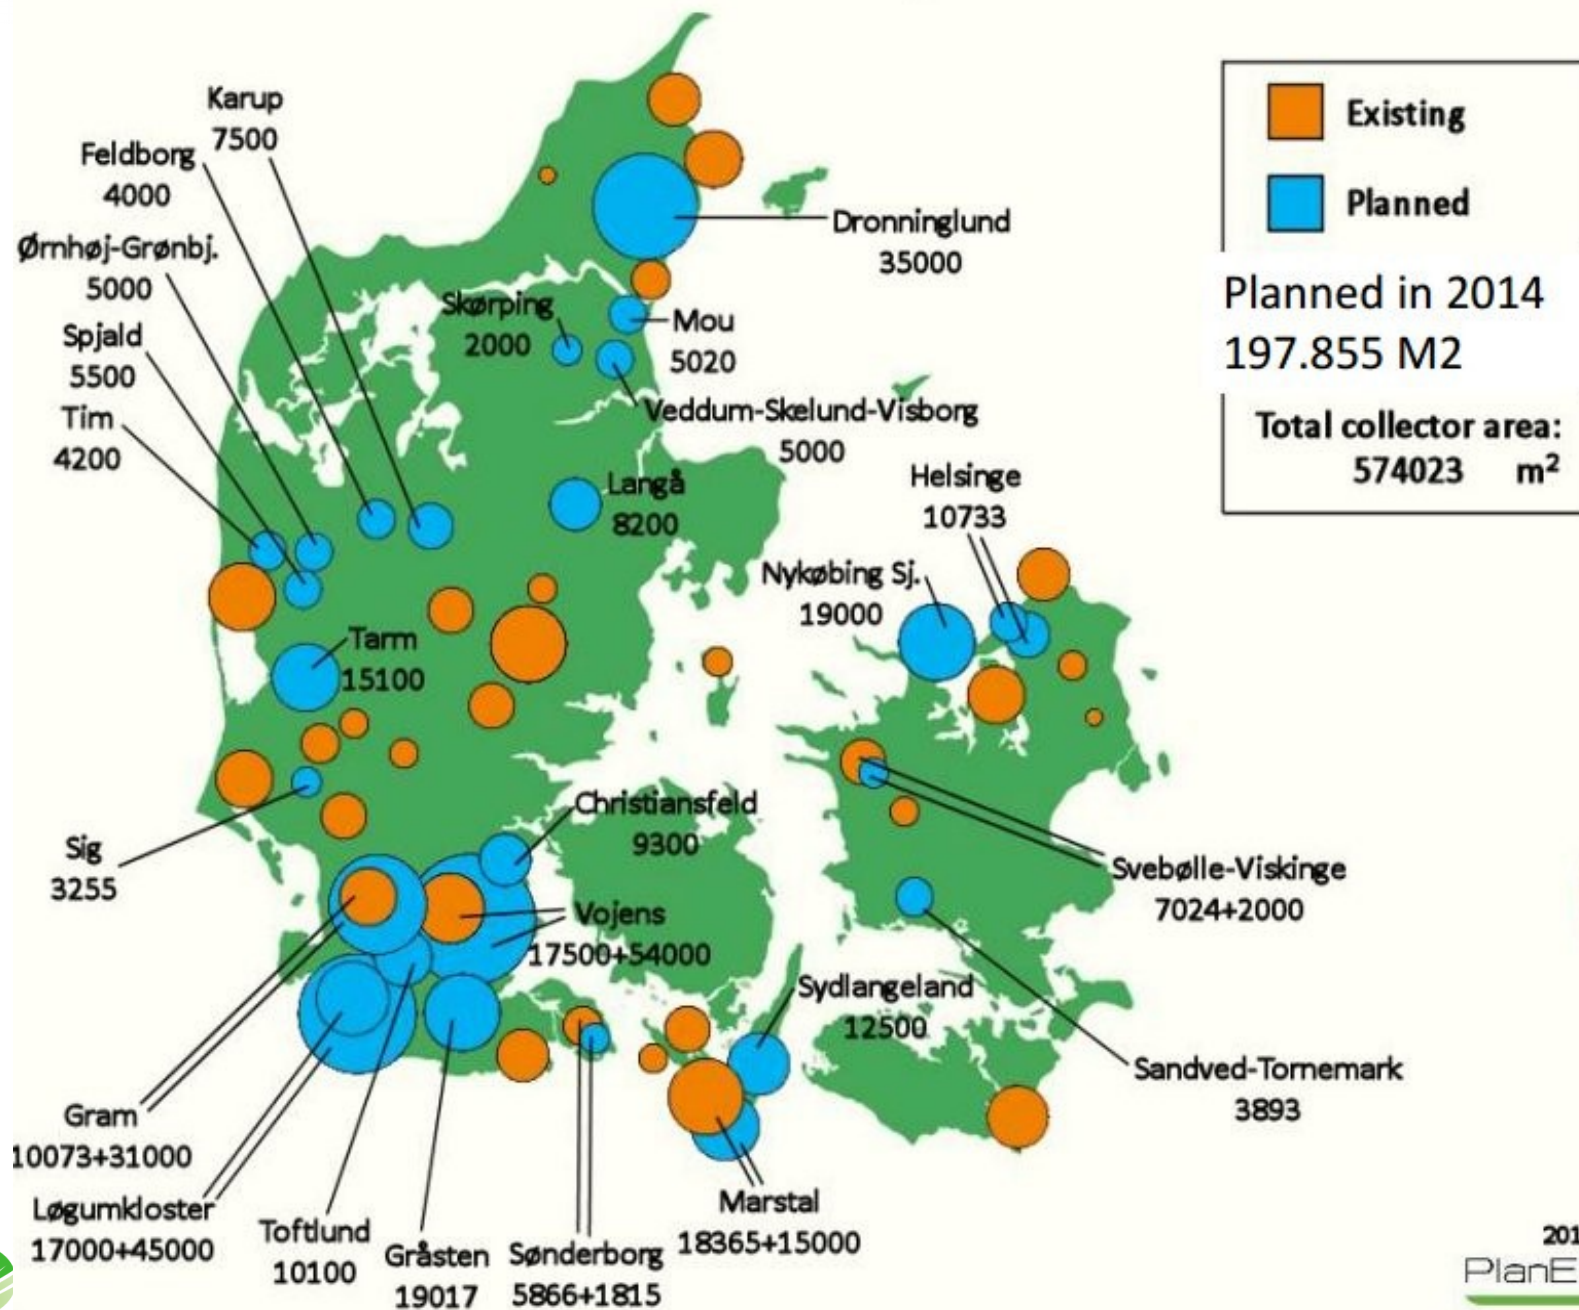 Karup
7500
Feldborg
4000
Ørnhøj-Grønbj.
5000
Spjald
5500
Tim
4200
Skørping
2000
Mou
5020
Dronninglund
35000
Veddum-Skelund-Visborg
5000
Langå
8200
Helsinge
10733
Nykøbing Sj.
19000
Tarm
15100
Christiansfeld
9300
Sig
3255
Vojens
17500+54000
Svebølle-Viskinge
7024+2000
Sydlangeland
12500
Sandved-Tornemark
3893
Gram
10073+31000
Løgumkloster
17000+45000
Toftlund
10100
Gråsten
19017
Sønderborg
5866+1815
Marstal
18365+15000
Existing
Planned
Planned in 2014
197.855 M2
Total collector area:
574023 m²
201
PlanE